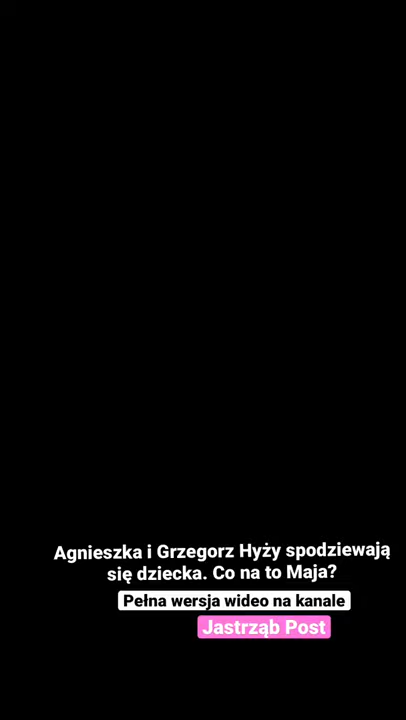 Agnieszka i Grzegorz Hyży spodziewają
się dziecka. Co na to Maja?
Pełna wersja wideo na kanale
Jastrząb Post